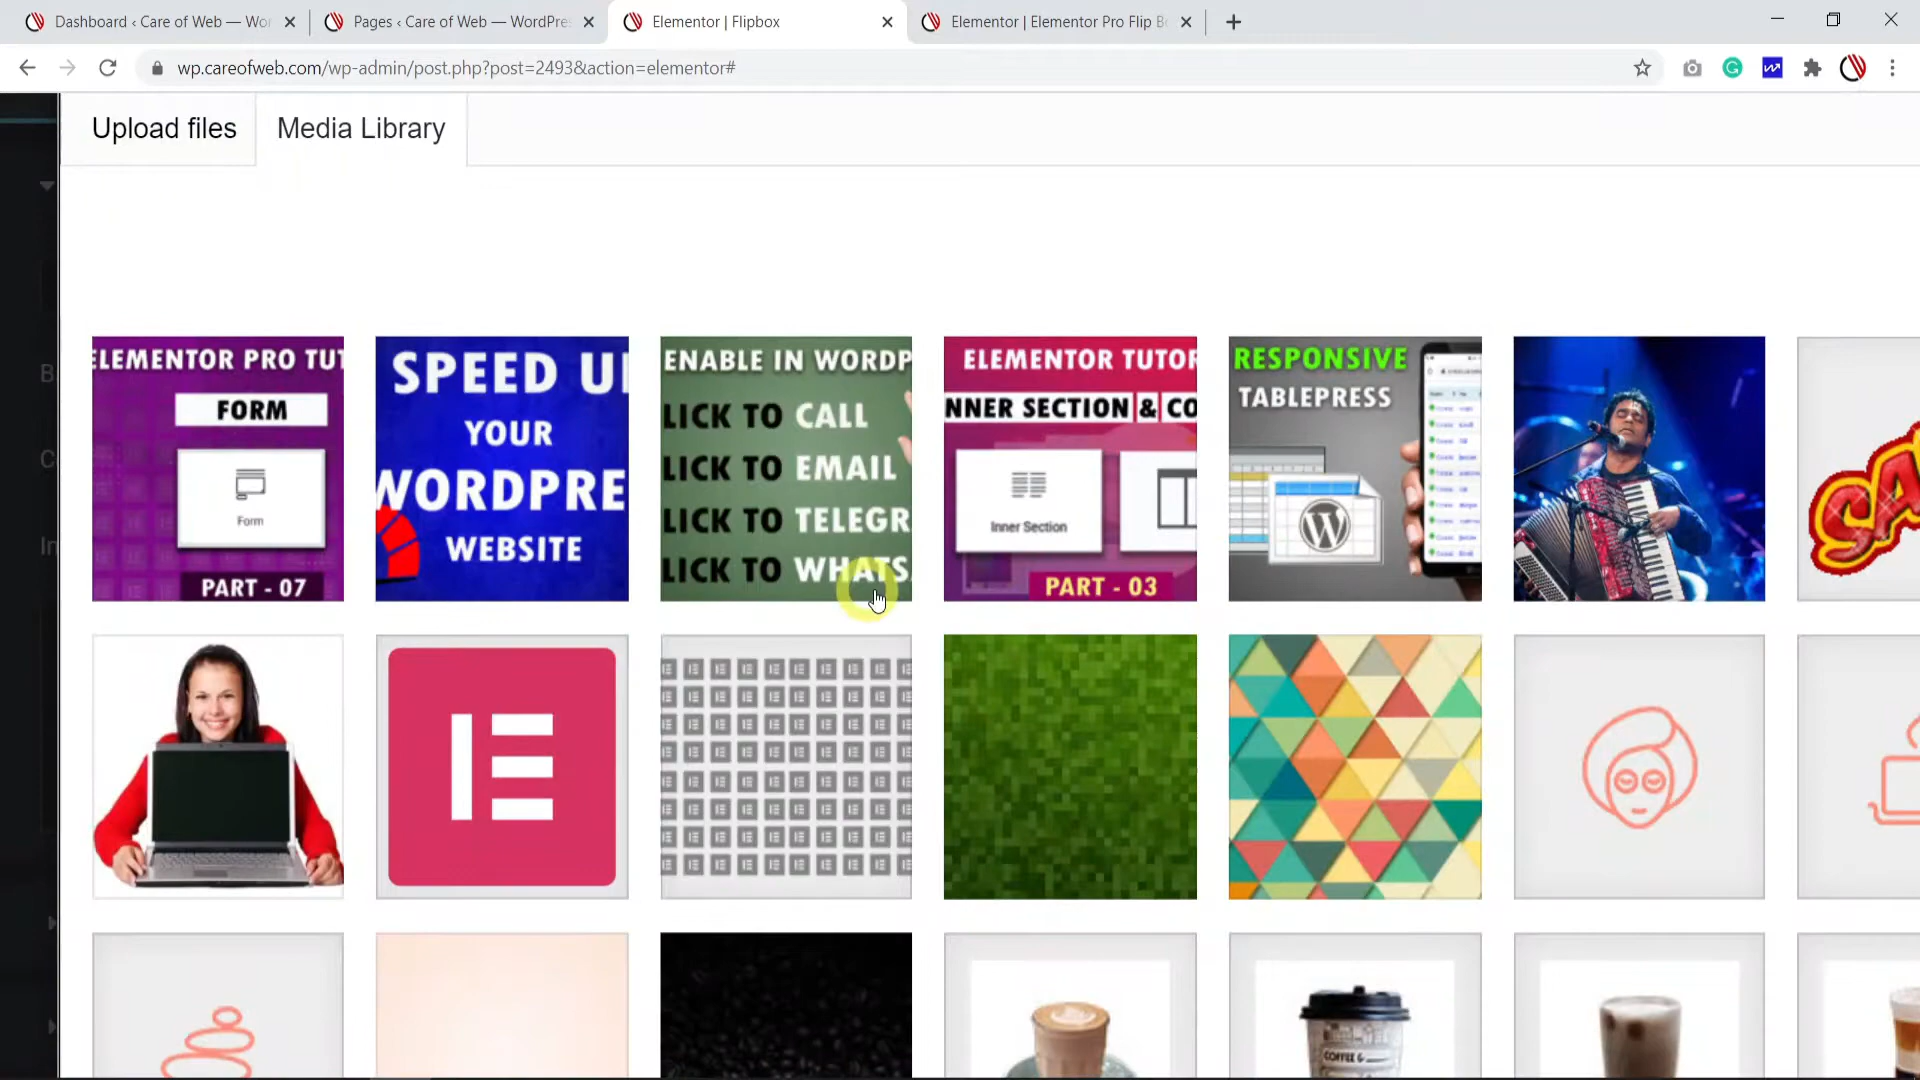 Dashboard ‹ Care of Web — Wor
Pages ‹ Care of Web — WordPre
Elementor | Flipbox
Elementor | Elementor Pro Flip B
wp.careofweb.com/wp-admin/post.php?post=2493&action=elementor#
Upload files
Media Library
ELEMENTOR PRO TUT
FORM
Form
PART - 07
SPEED U
YOUR
WORDPRE
WEBSITE
ENABLE IN WORDP
LICK TO CALL
LICK TO EMAIL
LICK TO TELEGR
LICK TO WHATS
ELEMENTOR TUTOR
NNER SECTION & CO
Inner Section
PART - 03
RESPONSIVE
TABLEPRESS
SA
B
C
In
COFFEE